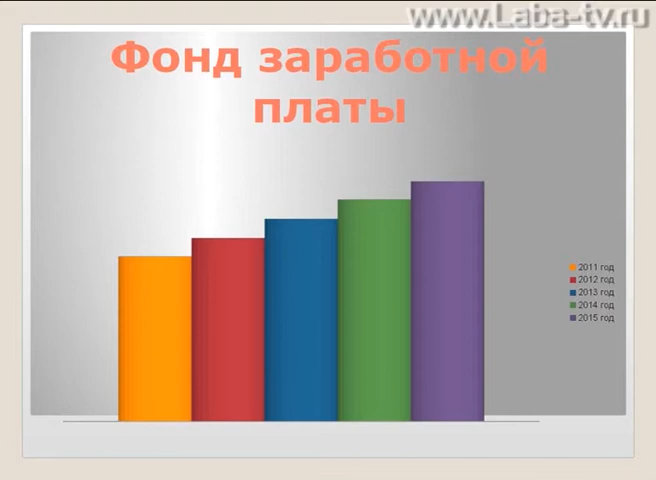 www.Laba-tv.ru
Фонд заработной
платы
2011 год
2012 год
2013 год
2014 год
2015 год